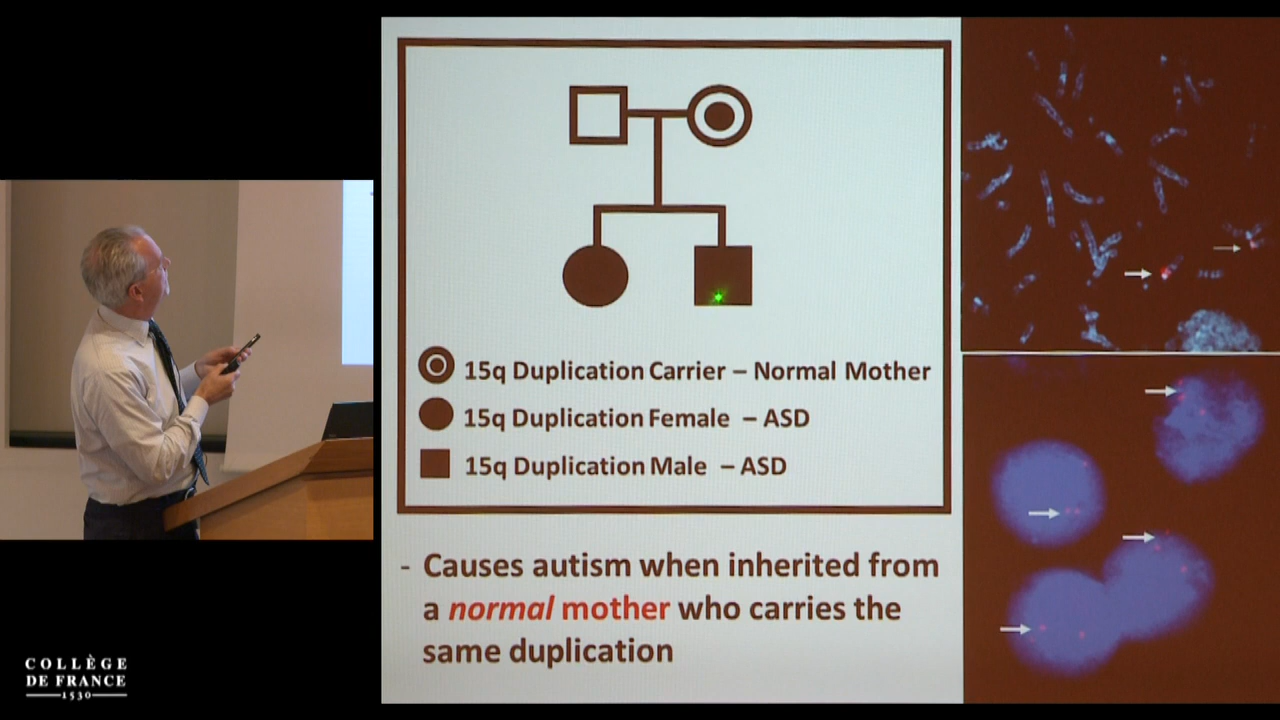 15q Duplication Carrier – Normal Mother
15q Duplication Female – ASD
15q Duplication Male – ASD
- Causes autism when inherited from
a normal mother who carries the
same duplication
COLLÈGE
DE FRANCE
1530